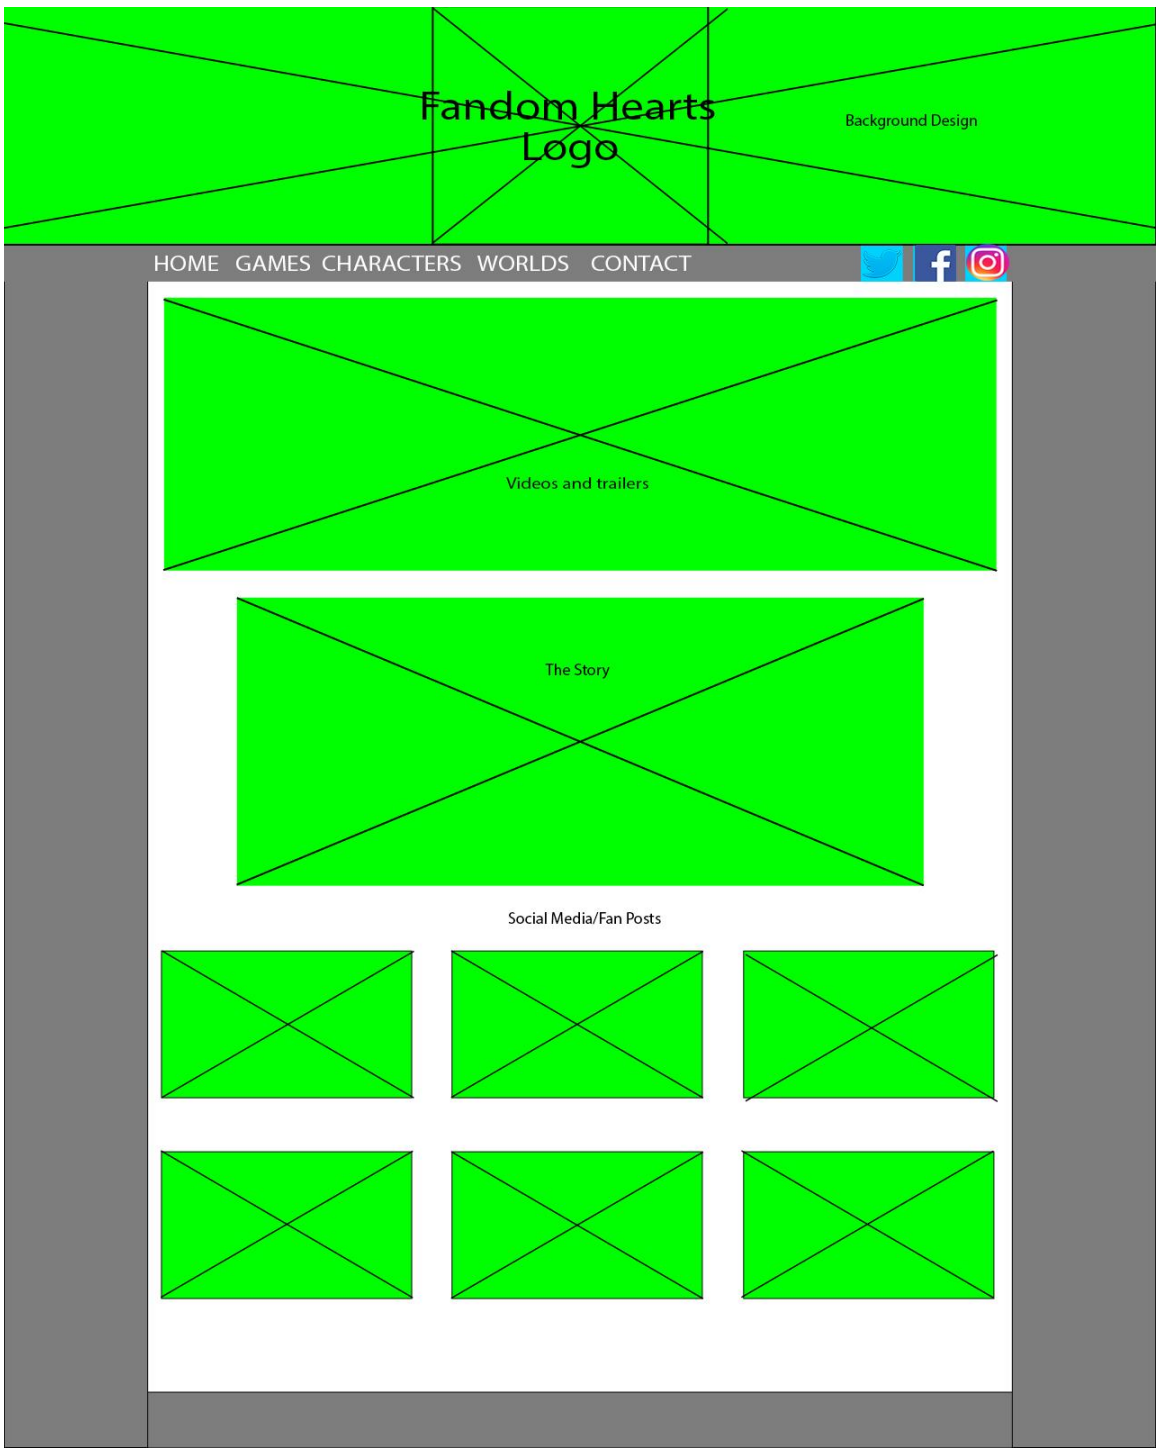 Fandom Hearts
Logo
Background Design
HOME GAMES CHARACTERS WORLDS CONTACT
Videos and trailers
The Story
Social Media/Fan Posts